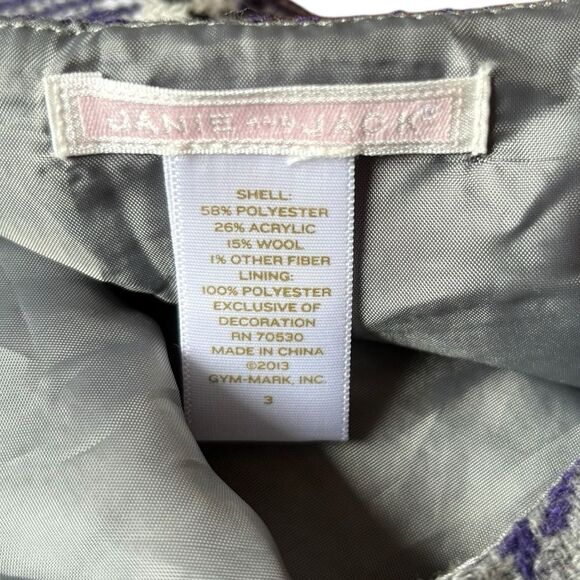 JANIE AND JACK
SHELL:
58% POLYESTER
26% ACRYLIC
15% WOOL
1% OTHER FIBER
LINING:
100% POLYESTER
EXCLUSIVE OF
DECORATION
RN 70530
MADE IN CHINA
©2013
GYM-MARK, INC.
3